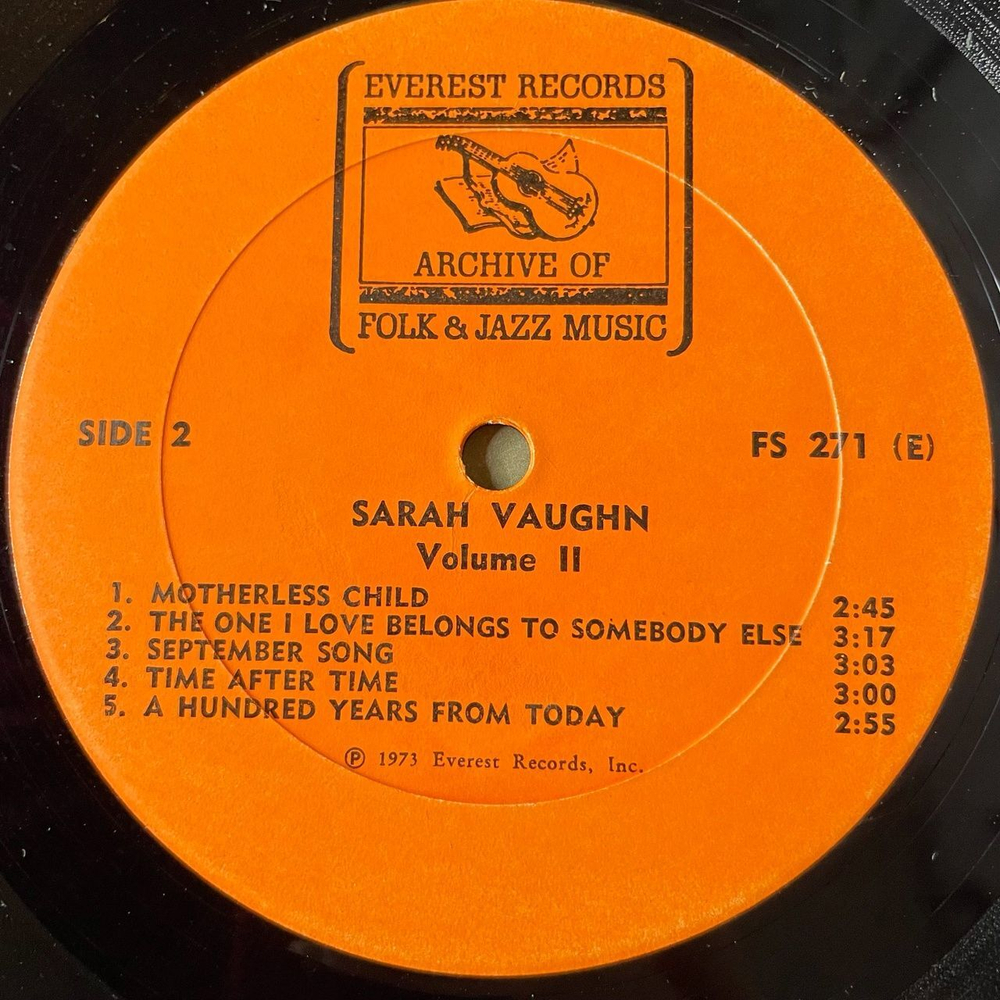 EVEREST RECORDS
ARCHIVE OF
FOLK & JAZZ MUSIC
SIDE 2
FS 271 (E)
SARAH VAUGHN
Volume II
1. MOTHERLESS CHILD 2:45
2. THE ONE I LOVE BELONGS TO SOMEBODY ELSE 3:17
3. SEPTEMBER SONG 3:03
4. TIME AFTER TIME 3:00
5. A HUNDRED YEARS FROM TODAY 2:55
℗ 1973 Everest Records, Inc.